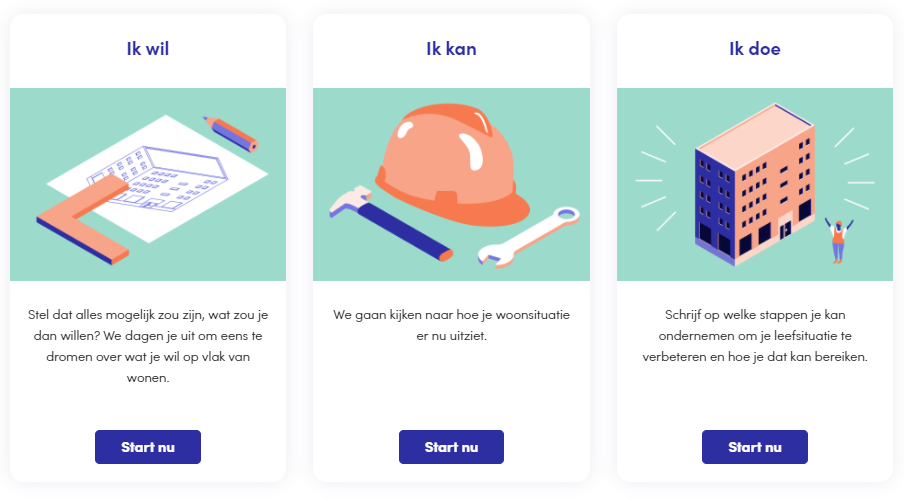 Ik wil
Stel dat alles mogelijk zou zijn, wat zou je
dan willen? We dagen je uit om eens te
dromen over wat je wil op vlak van
wonen.
Start nu
Ik kan
We gaan kijken naar hoe je woonsituatie
er nu uitziet.
Start nu
Ik doe
Schrijf op welke stappen je kan
ondernemen om je leefsituatie te
verbeteren en hoe je dat kan bereiken.
Start nu